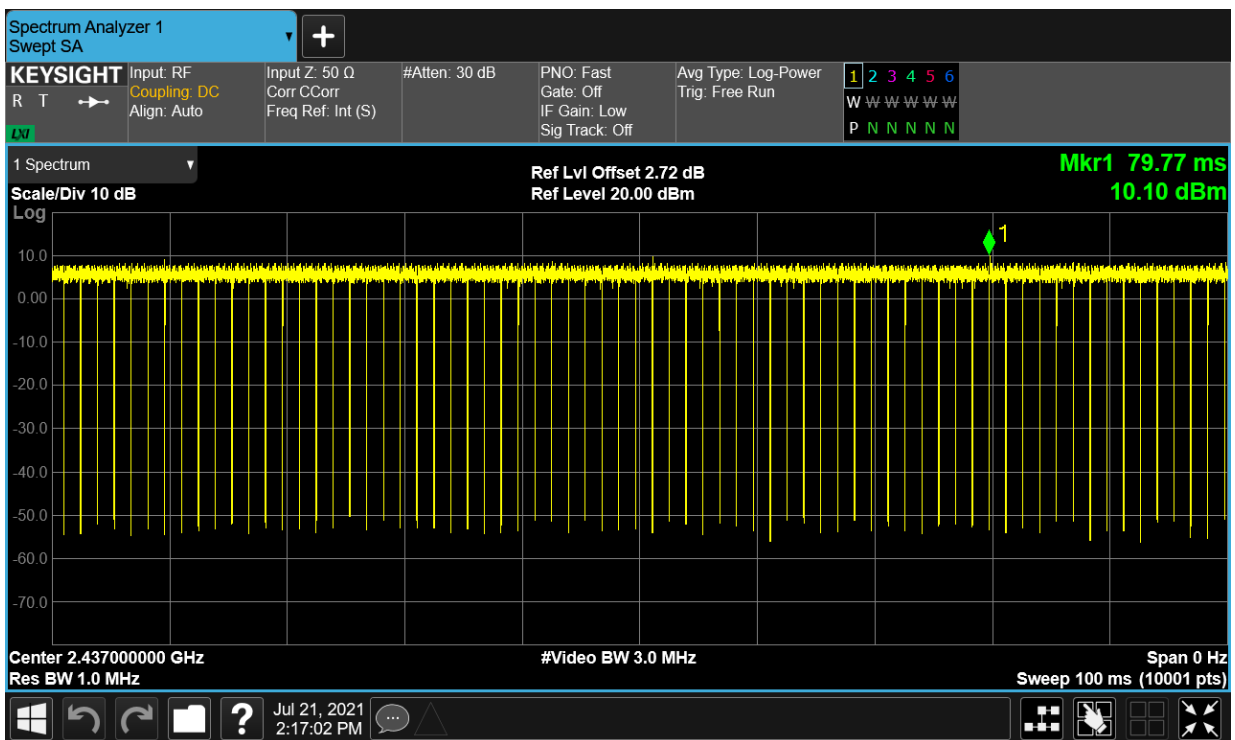 Spectrum Analyzer 1
Swept SA
KEYSIGHT
R T
LXI
Input: RF
Coupling: DC
Align: Auto
Input Z: 50 Ω
Corr CCorr
Freq Ref: Int (S)
#Atten: 30 dB
PNO: Fast
Gate: Off
IF Gain: Low
Sig Track: Off
Avg Type: Log-Power
Trig: Free Run
1 2 3 4 5 6
W W W W W W
P N N N N N
1 Spectrum
Scale/Div 10 dB
Log
Ref Lvl Offset 2.72 dB
Ref Level 20.00 dBm
Mkr1 79.77 ms
10.10 dBm
1
10.0
0.00
-10.0
-20.0
-30.0
-40.0
-50.0
-60.0
-70.0
Center 2.437000000 GHz
Res BW 1.0 MHz
#Video BW 3.0 MHz
Span 0 Hz
Sweep 100 ms (10001 pts)
?
Jul 21, 2021
2:17:02 PM